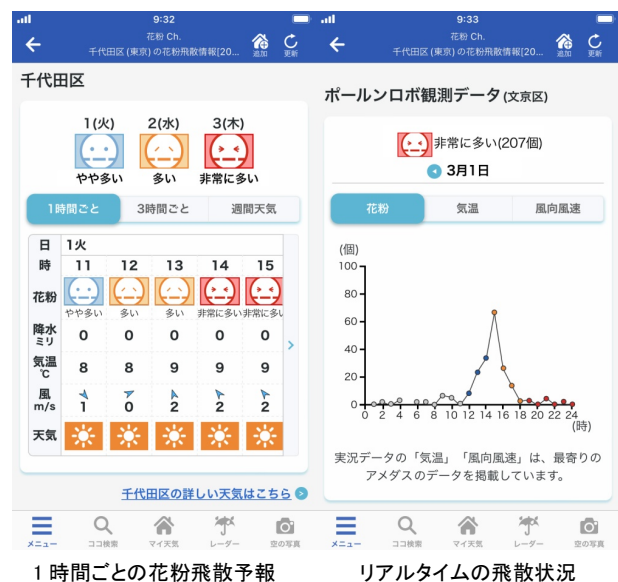 9:32
花粉 Ch.
千代田区 (東京) の花粉飛散情報[20...
追加
更新
千代田区
1(火) 2(水) 3(木)
やや多い 多い 非常に多い
1時間ごと 3時間ごと 週間天気
日 1火
時 11 12 13 14 15
花粉 やや多い 多い 多い 非常に多い 非常に多い
降水 ミリ 0 0 0 0 0
気温 ℃ 8 8 9 9 9
風 m/s 1 0 2 2 2
天気
千代田区の詳しい天気はこちら
メニュー ココ検索 マイ天気 レーダー 空の写真
1時間ごとの花粉飛散予報
9:33
花粉 Ch.
千代田区 (東京) の花粉飛散情報[20...
追加
更新
ポールンロボ観測データ (文京区)
非常に多い(207個)
3月1日
花粉 気温 風向風速
(個)
100
80
60
40
20
0
0 2 4 6 8 10 12 14 16 18 20 22 24
(時)
実況データの「気温」「風向風速」は、最寄りの
アメダスのデータを掲載しています。
メニュー ココ検索 マイ天気 レーダー 空の写真
リアルタイムの飛散状況